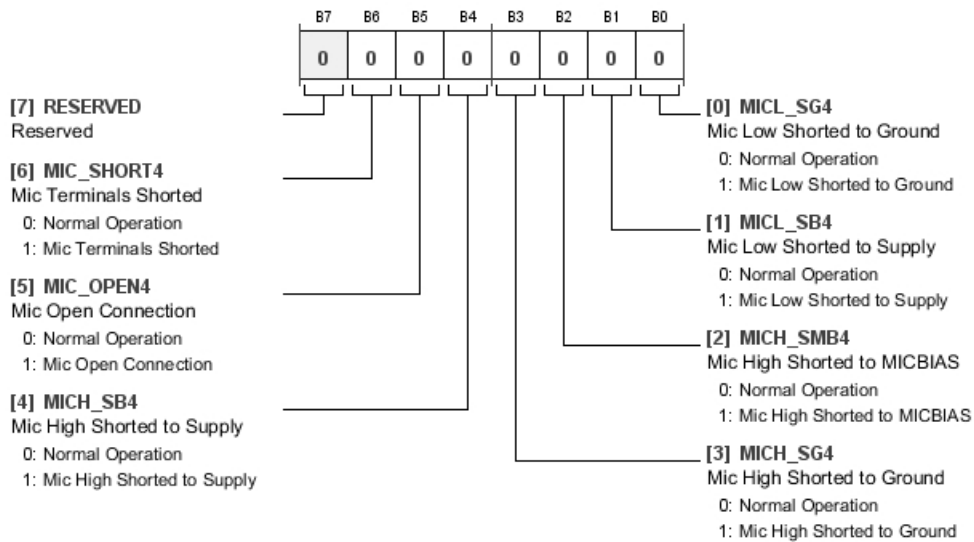 B7 B6 B5 B4 B3 B2 B1 B0
0 0 0 0 0 0 0 0
[7] RESERVED
Reserved
[6] MIC_SHORT4
Mic Terminals Shorted
0: Normal Operation
1: Mic Terminals Shorted
[5] MIC_OPEN4
Mic Open Connection
0: Normal Operation
1: Mic Open Connection
[4] MICH_SB4
Mic High Shorted to Supply
0: Normal Operation
1: Mic High Shorted to Supply
[0] MICL_SG4
Mic Low Shorted to Ground
0: Normal Operation
1: Mic Low Shorted to Ground
[1] MICL_SB4
Mic Low Shorted to Supply
0: Normal Operation
1: Mic Low Shorted to Supply
[2] MICH_SMB4
Mic High Shorted to MICBIAS
0: Normal Operation
1: Mic High Shorted to MICBIAS
[3] MICH_SG4
Mic High Shorted to Ground
0: Normal Operation
1: Mic High Shorted to Ground